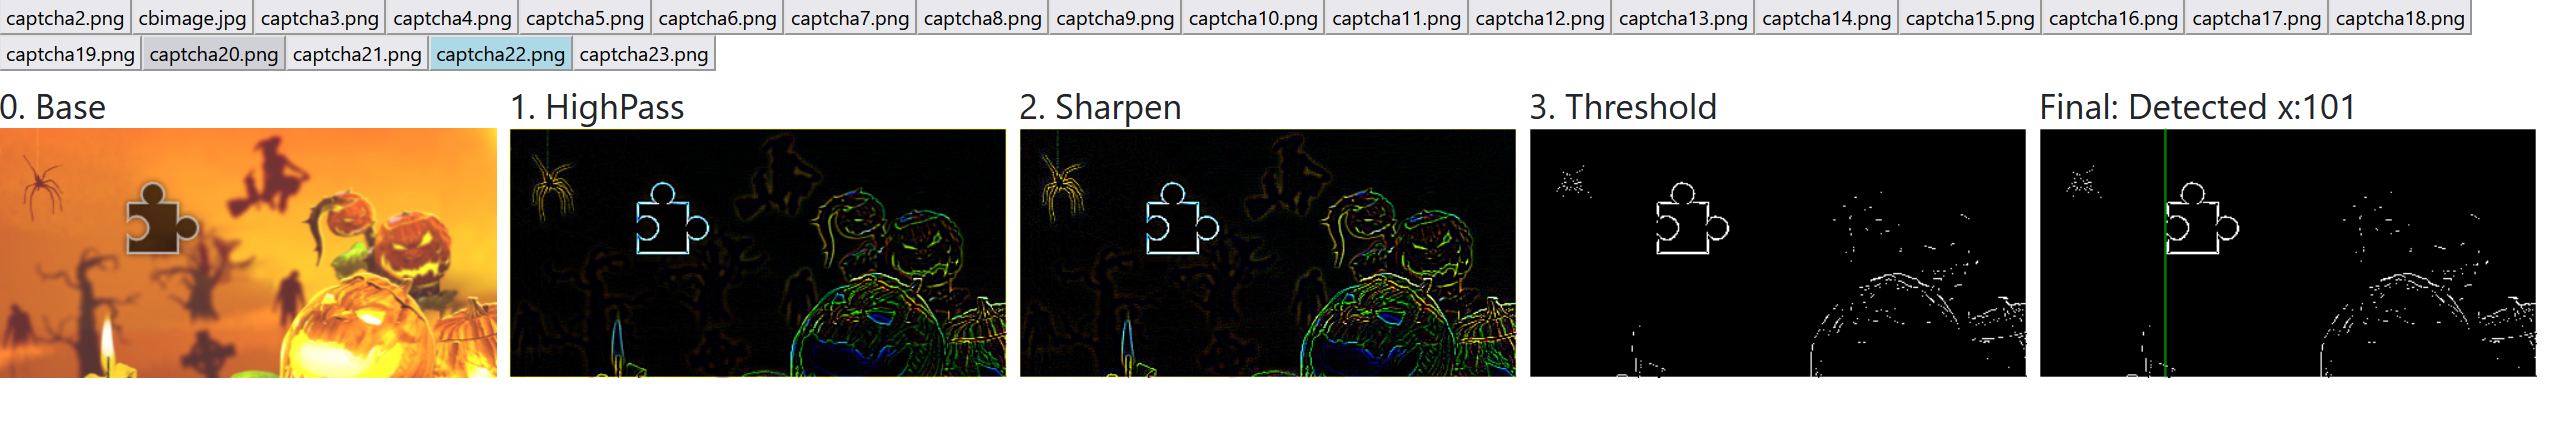 captcha2.png cbimage.jpg captcha3.png captcha4.png captcha5.png captcha6.png captcha7.png captcha8.png captcha9.png captcha10.png captcha11.png captcha12.png captcha13.png captcha14.png captcha15.png captcha16.png captcha17.png captcha18.png
captcha19.png captcha20.png captcha21.png captcha22.png captcha23.png
0. Base 1. HighPass 2. Sharpen 3. Threshold Final: Detected x:101